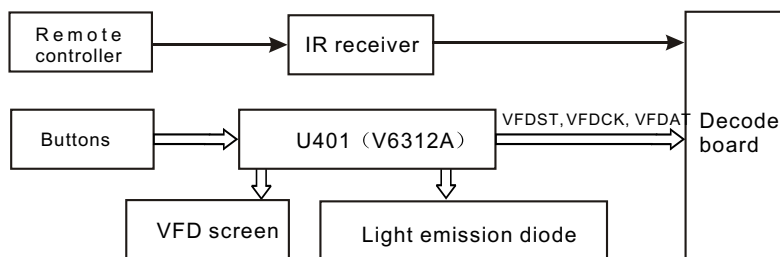 Remote
controller
IR receiver
Buttons
U401（V6312A）
VFDST, VFDCK, VFDAT
Decode
board
VFD screen
Light emission diode